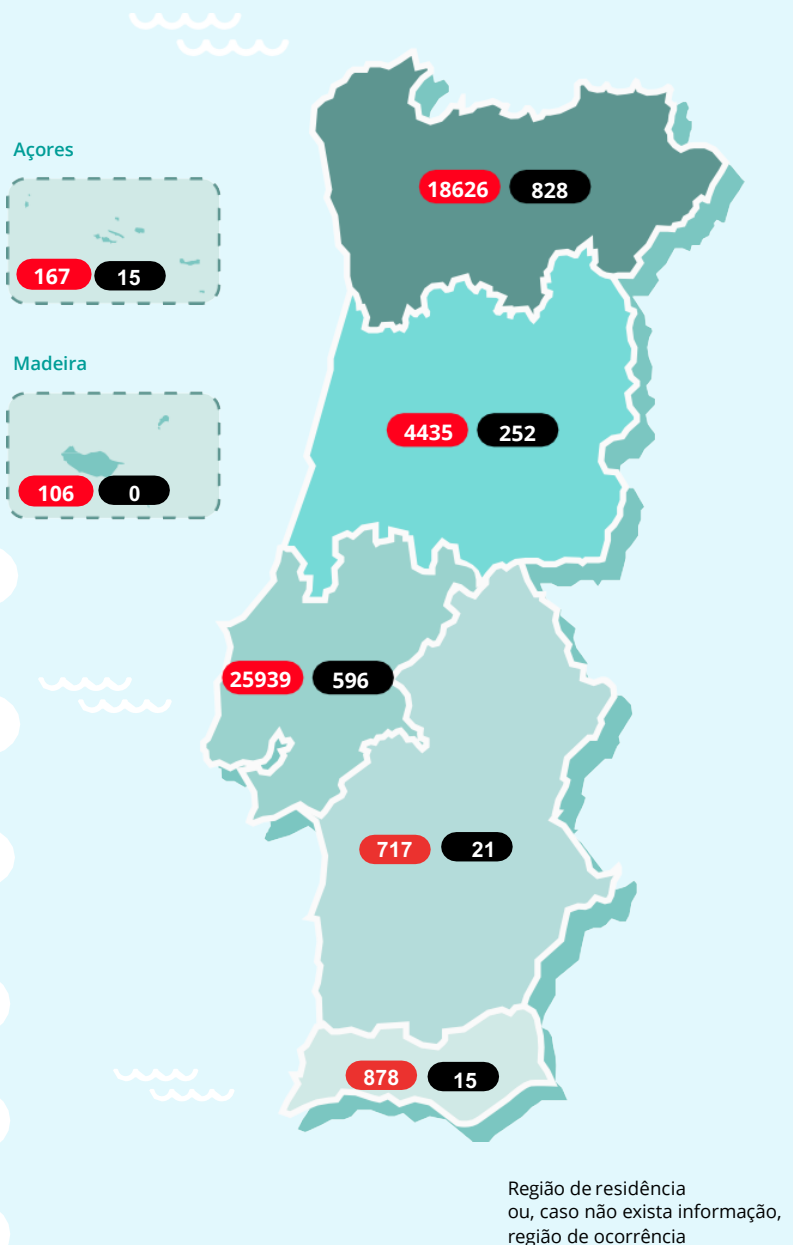 18626 828
Açores
167 15
Madeira
4435 252
106 0
25939 596
717 21
878 15
Região de residência
ou, caso não exista informação,
região de ocorrência